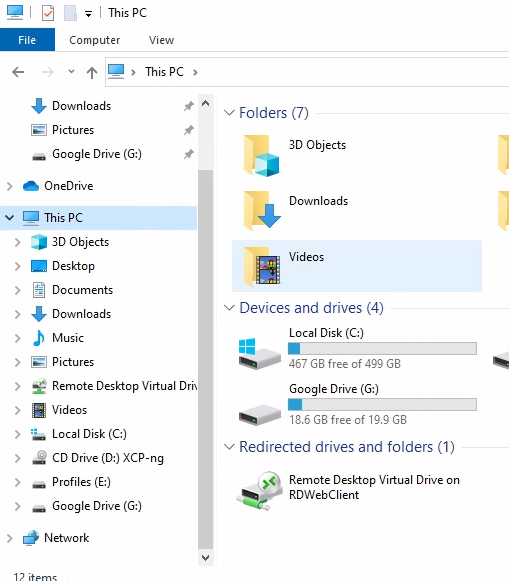 This PC
File
Computer
View
This PC
Downloads
Pictures
Google Drive (G:)
OneDrive
This PC
3D Objects
Desktop
Documents
Downloads
Music
Pictures
Remote Desktop Virtual Driv
Videos
Local Disk (C:)
CD Drive (D:) XCP-ng
Profiles (E:)
Google Drive (G:)
Network
12 items
Folders (7)
3D Objects
Downloads
Videos
Devices and drives (4)
Local Disk (C:)
467 GB free of 499 GB
Google Drive (G:)
18.6 GB free of 19.9 GB
Redirected drives and folders (1)
Remote Desktop Virtual Drive on
RDWebClient